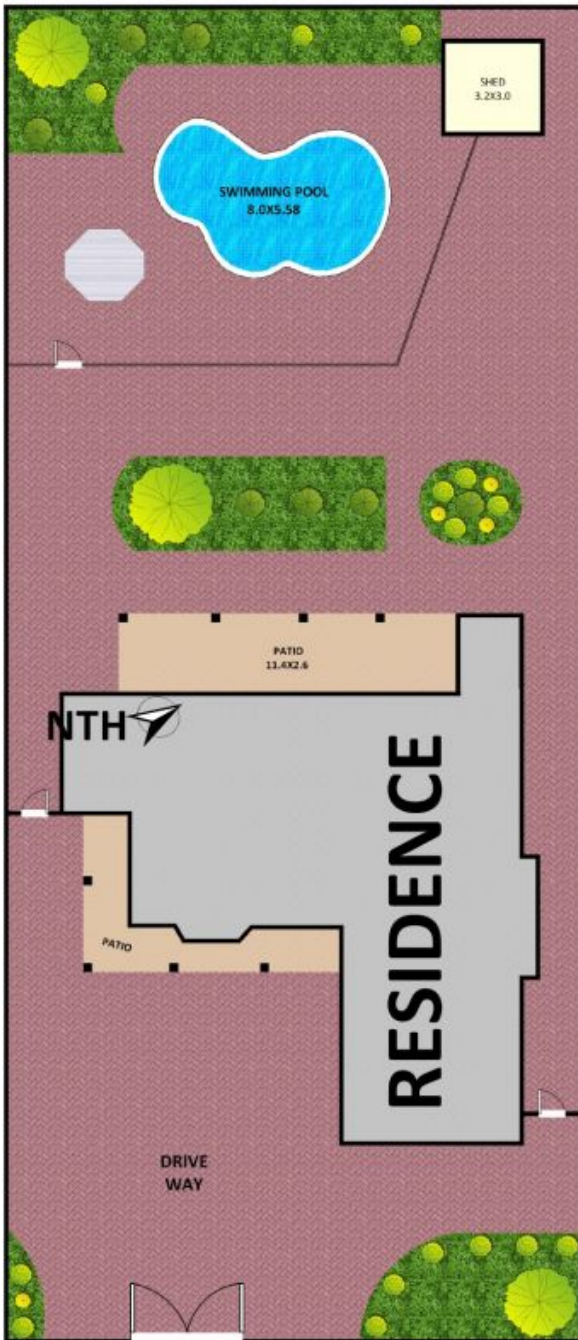 SHED
3.2X3.0
SWIMMING POOL
8.0X5.58
PATIO
11.4X2.6
NTH
RESIDENCE
PATIO
DRIVE
WAY